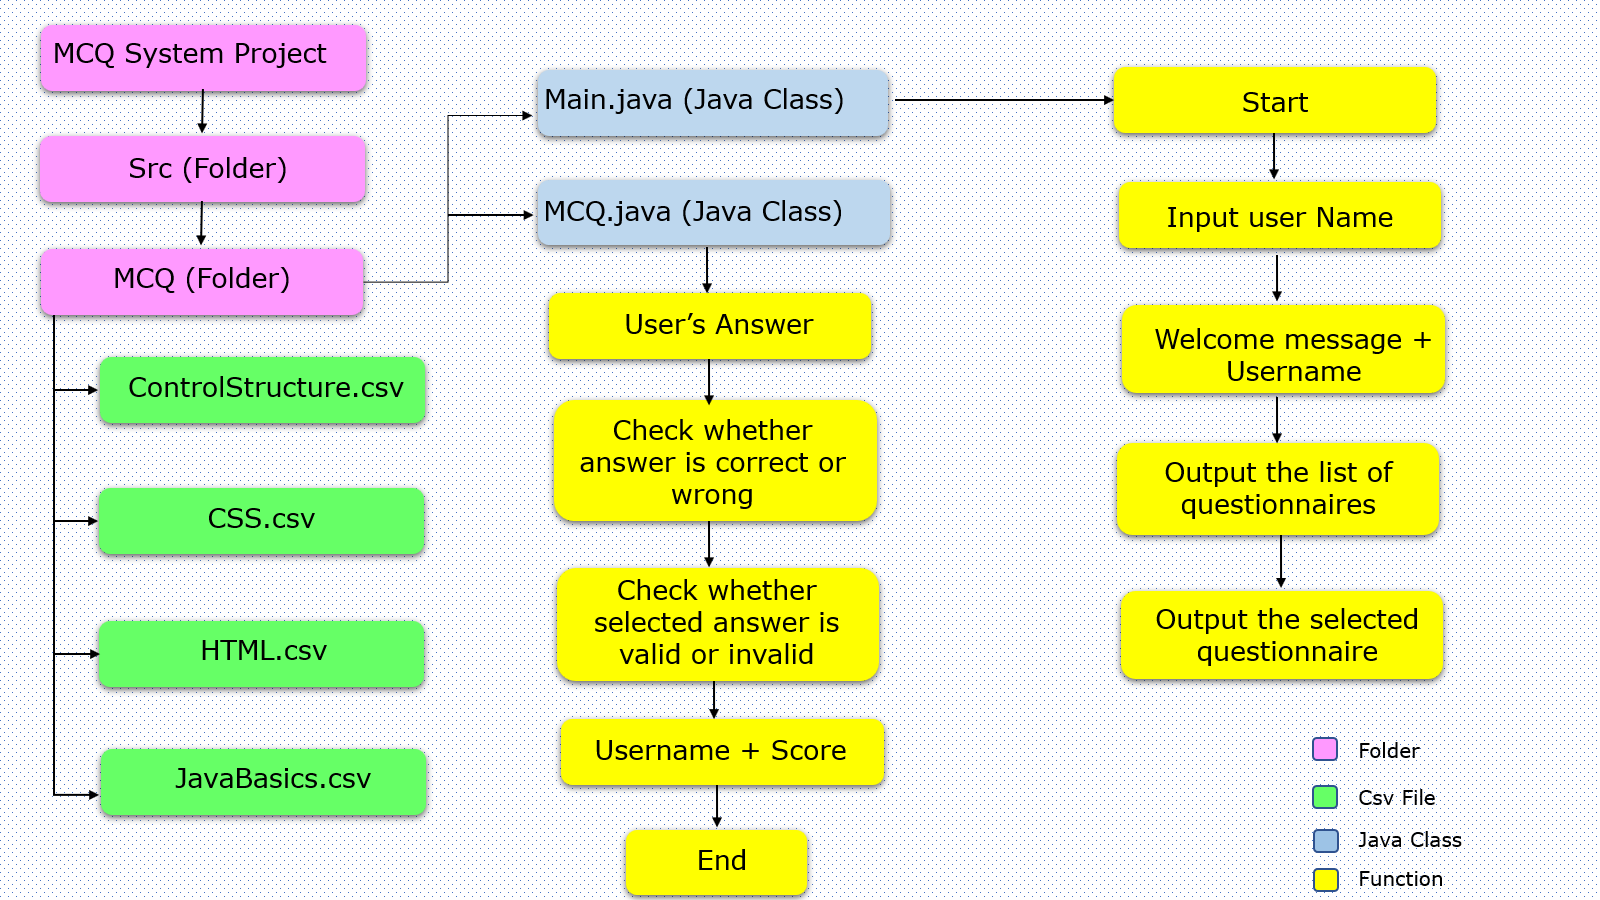 MCQ System Project
Src (Folder)
MCQ (Folder)
ControlStructure.csv
CSS.csv
HTML.csv
JavaBasics.csv
Main.java (Java Class)
MCQ.java (Java Class)
User’s Answer
Check whether
answer is correct or
wrong
Check whether
selected answer is
valid or invalid
Username + Score
End
Start
Input user Name
Welcome message +
Username
Output the list of
questionnaires
Output the selected
questionnaire
Folder
Csv File
Java Class
Function